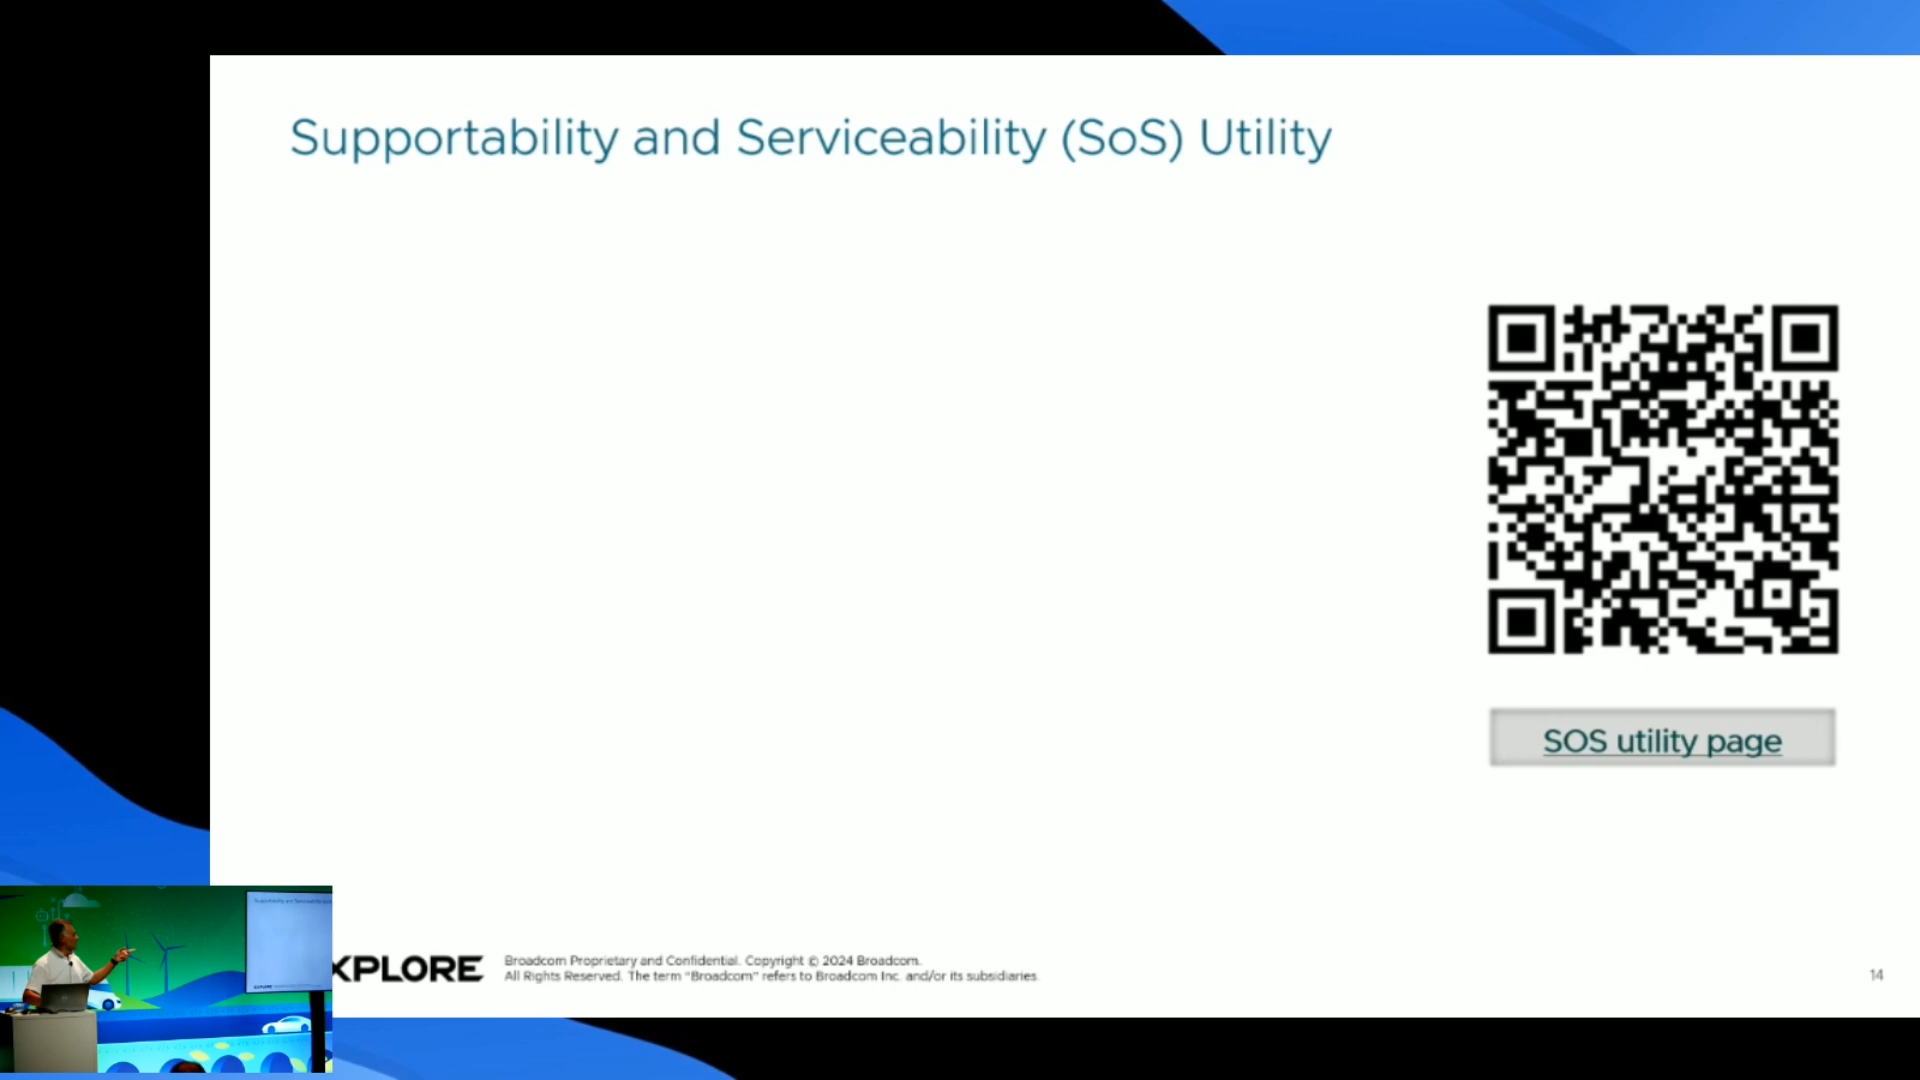 Supportability and Serviceability (SoS) Utility
SOS utility page
XPLORE
Broadcom Proprietary and Confidential. Copyright © 2024 Broadcom.
All Rights Reserved. The term "Broadcom" refers to Broadcom Inc. and/or its subsidiaries.
14